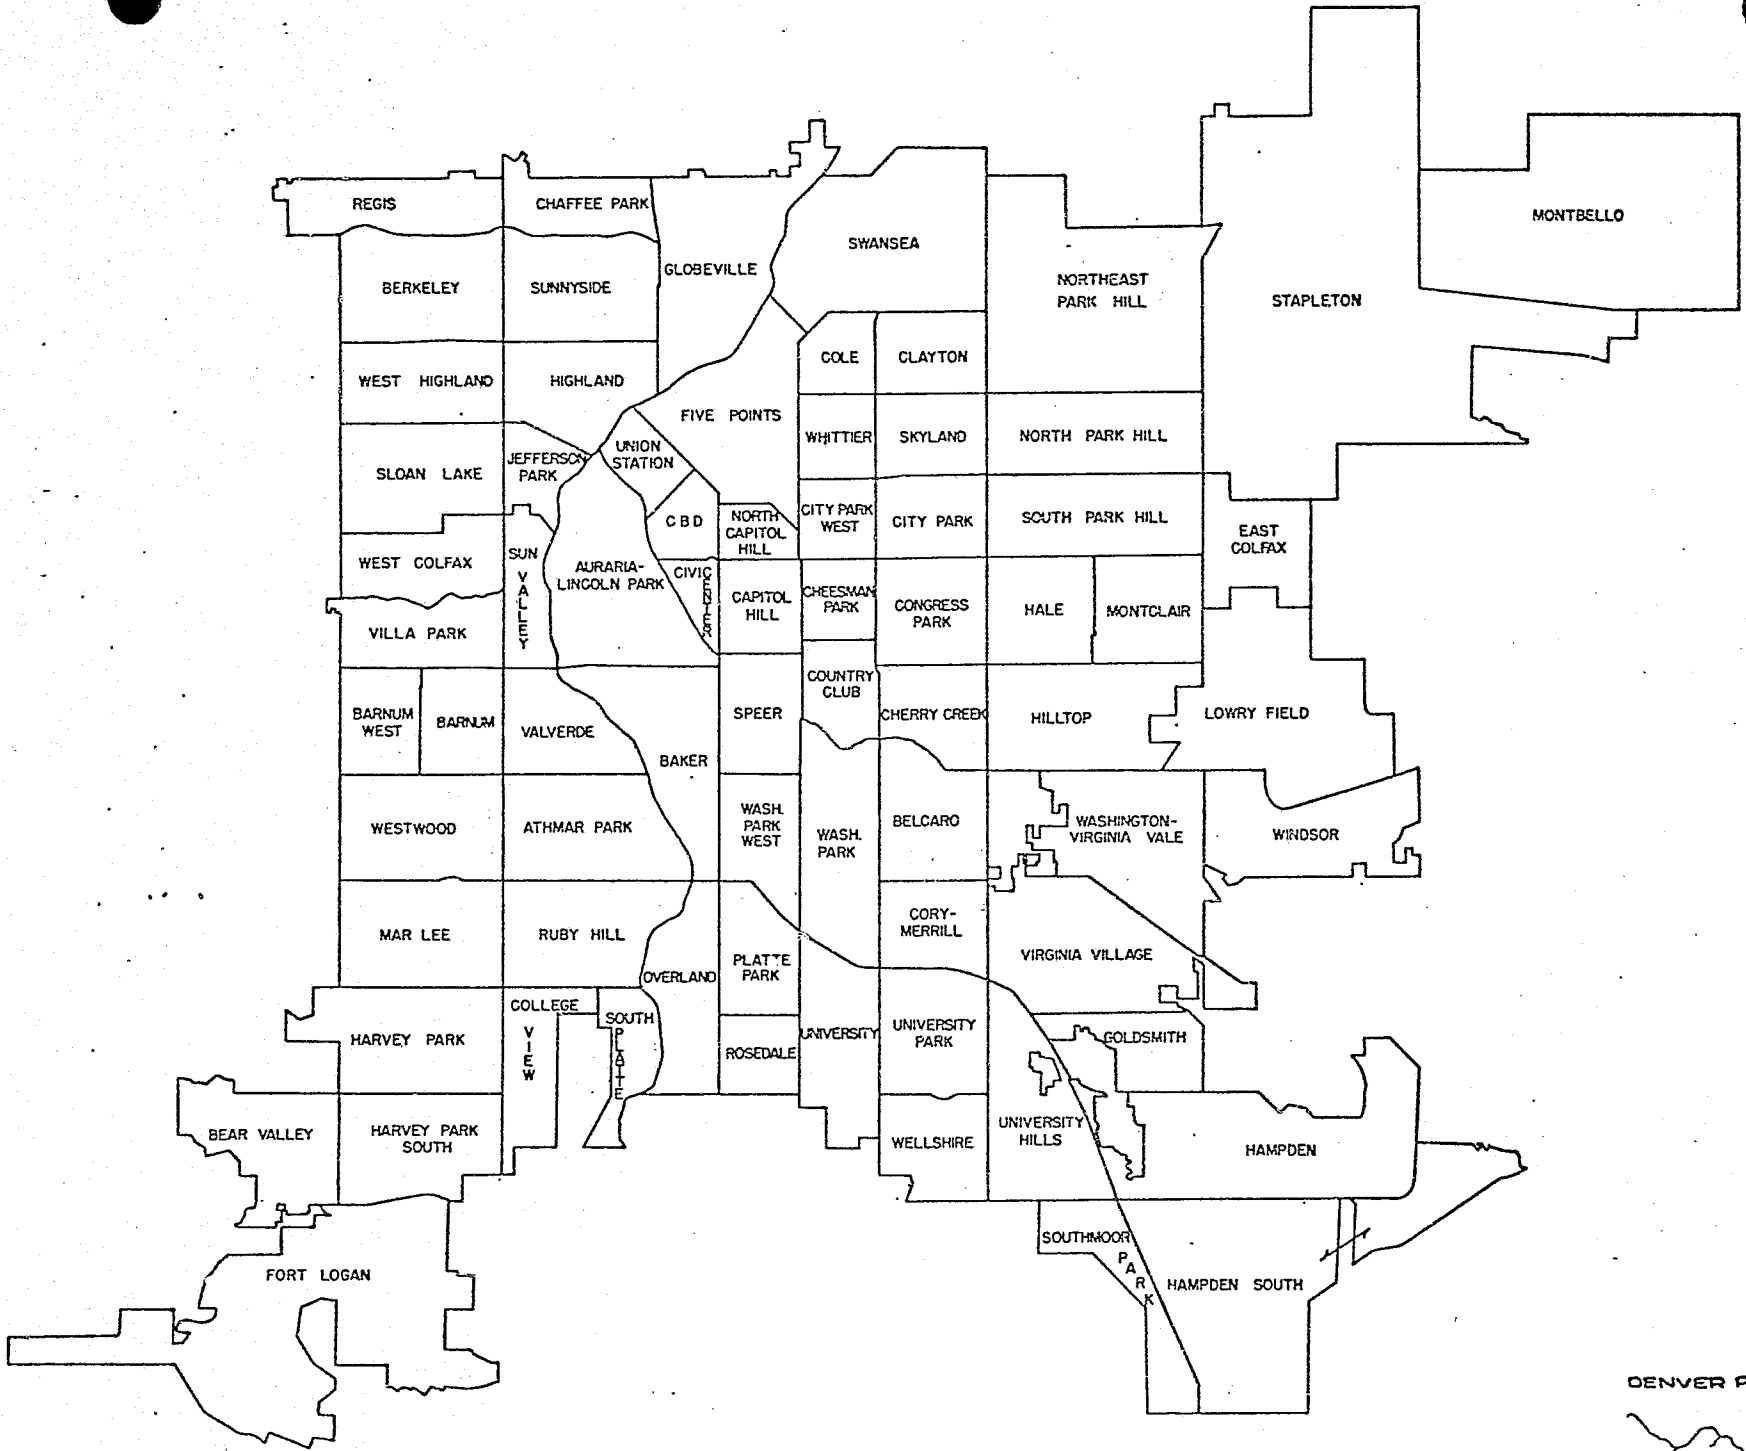 REGIS
CHAFFEE PARK
MONTBELLO
SWANSEA
GLOBEVILLE
NORTHEAST
PARK HILL
STAPLETON
BERKELEY
SUNNYSIDE
COLE
CLAYTON
WEST HIGHLAND
HIGHLAND
FIVE POINTS
WHITTIER
SKYLAND
NORTH PARK HILL
UNION
STATION
JEFFERSON
PARK
SLOAN LAKE
CBD
NORTH
CAPITOL
HILL
CITY PARK
WEST
CITY PARK
SOUTH PARK HILL
EAST
COLFAX
WEST COLFAX
SUN
VALLEY
AURARIA-
LINCOLN PARK
CIVIC
CENTER
CAPITOL
HILL
CHEESMAN
PARK
CONGRESS
PARK
HALE
MONTCLAIR
VILLA PARK
COUNTRY
CLUB
BARNUM
WEST
BARNUM
VALVERDE
SPEER
CHERRY CREEK
HILLTOP
LOWRY FIELD
BAKER
WESTWOOD
ATHMAR PARK
WASH.
PARK
WEST
WASH.
PARK
BELCARO
WASHINGTON-
VIRGINIA VALE
WINDSOR
MAR LEE
RUBY HILL
CORY-
MERRILL
VIRGINIA VILLAGE
OVERLAND
PLATTE
PARK
COLLEGE
VIEW
SOUTH
PLATTE
HARVEY PARK
ROSEDALE
UNIVERSITY
UNIVERSITY
PARK
GOLDSMITH
BEAR VALLEY
HARVEY PARK
SOUTH
WELLSHIRE
UNIVERSITY
HILLS
HAMPDEN
SOUTHMOOR
PARK
HAMPDEN SOUTH
FORT LOGAN
DENVER P